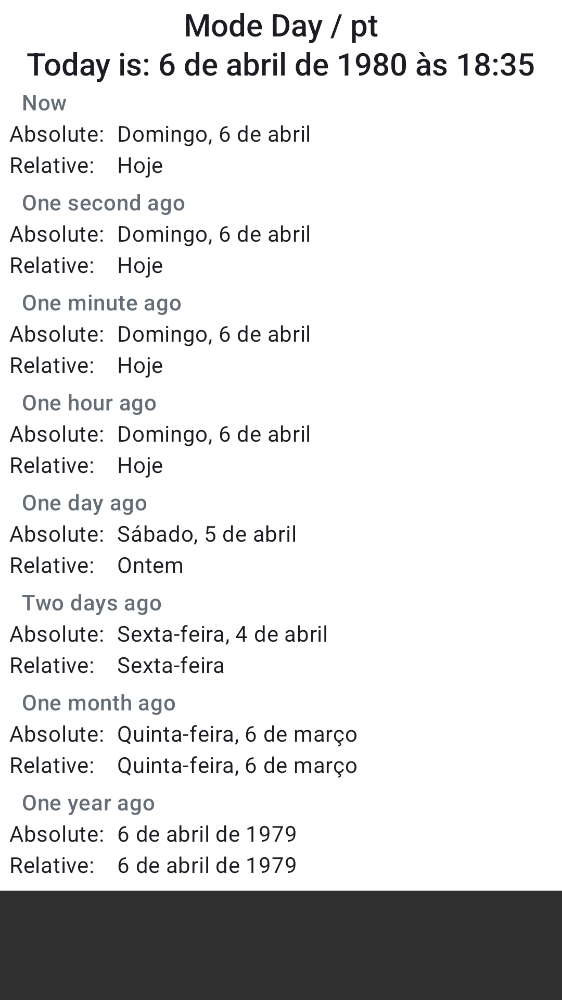 Mode Day / pt
Today is: 6 de abril de 1980 às 18:35
Now
Absolute: Domingo, 6 de abril
Relative: Hoje
One second ago
Absolute: Domingo, 6 de abril
Relative: Hoje
One minute ago
Absolute: Domingo, 6 de abril
Relative: Hoje
One hour ago
Absolute: Domingo, 6 de abril
Relative: Hoje
One day ago
Absolute: Sábado, 5 de abril
Relative: Ontem
Two days ago
Absolute: Sexta-feira, 4 de abril
Relative: Sexta-feira
One month ago
Absolute: Quinta-feira, 6 de março
Relative: Quinta-feira, 6 de março
One year ago
Absolute: 6 de abril de 1979
Relative: 6 de abril de 1979